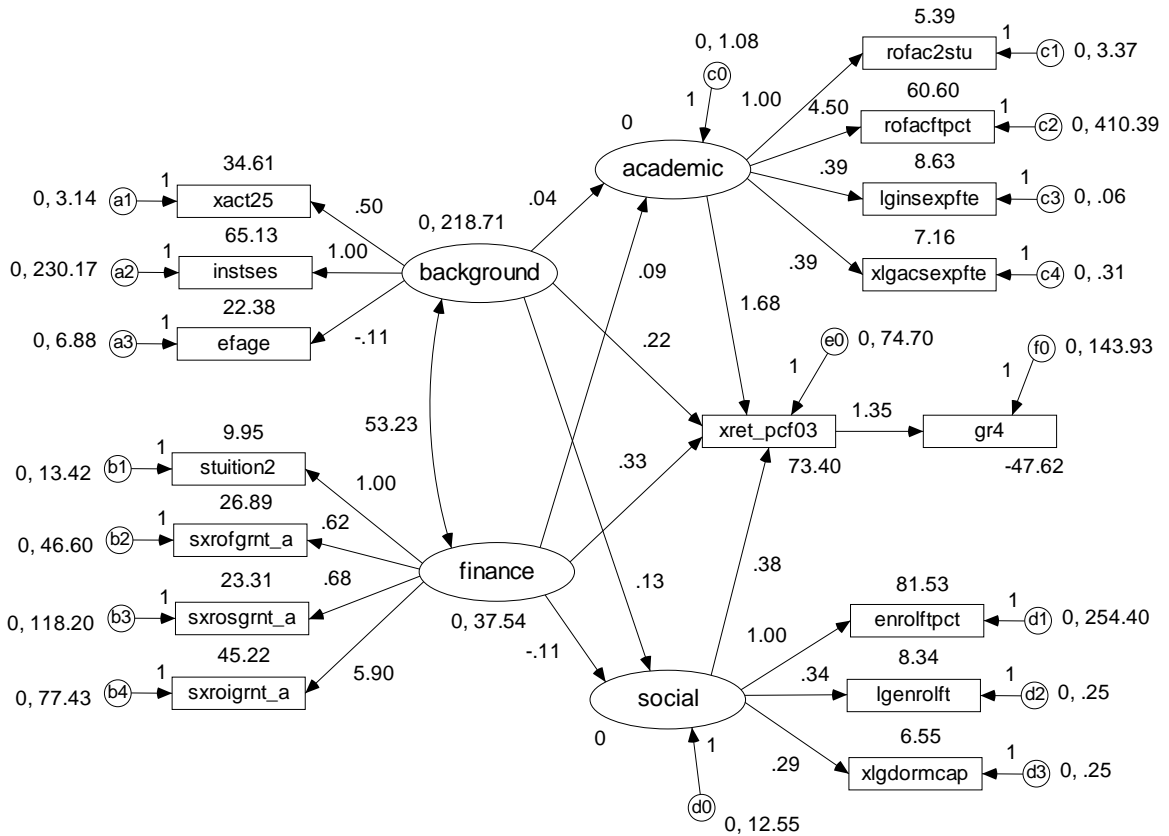 5.39
1
rofac2stu
c1
0, 3.37
0, 1.08
c0
1
1.00
60.60
1
4.50
rofacftpct
c2
0, 410.39
0
academic
.39
8.63
1
lginsexpfte
c3
0, .06
.39
7.16
1
xlgacsexpfte
c4
0, .31
34.61
1
0, 3.14
a1
xact25
.50
65.13
1
0, 230.17
a2
instses
1.00
22.38
1
0, 6.88
a3
efage
-.11
0, 218.71
background
.04
.09
.22
1.68
e0
0, 74.70
1
f0
0, 143.93
1
xret_pcf03
1.35
gr4
73.40
-47.62
53.23
.33
9.95
1
0, 13.42
b1
stuition2
1.00
26.89
1
0, 46.60
b2
sxrofgrnt_a
.62
23.31
1
0, 118.20
b3
sxrosgrnt_a
.68
45.22
1
0, 77.43
b4
sxroigrnt_a
5.90
finance
0, 37.54
.13
-.11
.38
social
0
1
d0
0, 12.55
81.53
1
1.00
enrolftpct
d1
0, 254.40
8.34
1
.34
lgenrolft
d2
0, .25
6.55
1
.29
xlgdormcap
d3
0, .25